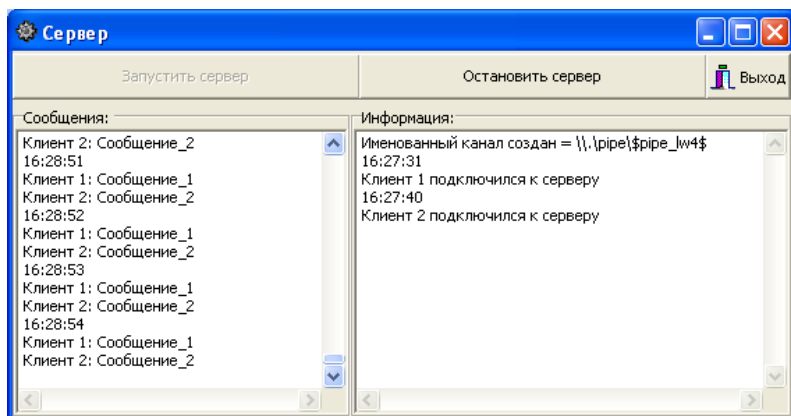 Сервер
Запустить сервер
Остановить сервер
Выход
Сообщения:
Клиент 2: Сообщение_2
16:28:51
Клиент 1: Сообщение_1
Клиент 2: Сообщение_2
16:28:52
Клиент 1: Сообщение_1
Клиент 2: Сообщение_2
16:28:53
Клиент 1: Сообщение_1
Клиент 2: Сообщение_2
16:28:54
Клиент 1: Сообщение_1
Клиент 2: Сообщение_2
Информация:
Именованный канал создан = \\.\pipe\$pipe_lw4$
16:27:31
Клиент 1 подключился к серверу
16:27:40
Клиент 2 подключился к серверу